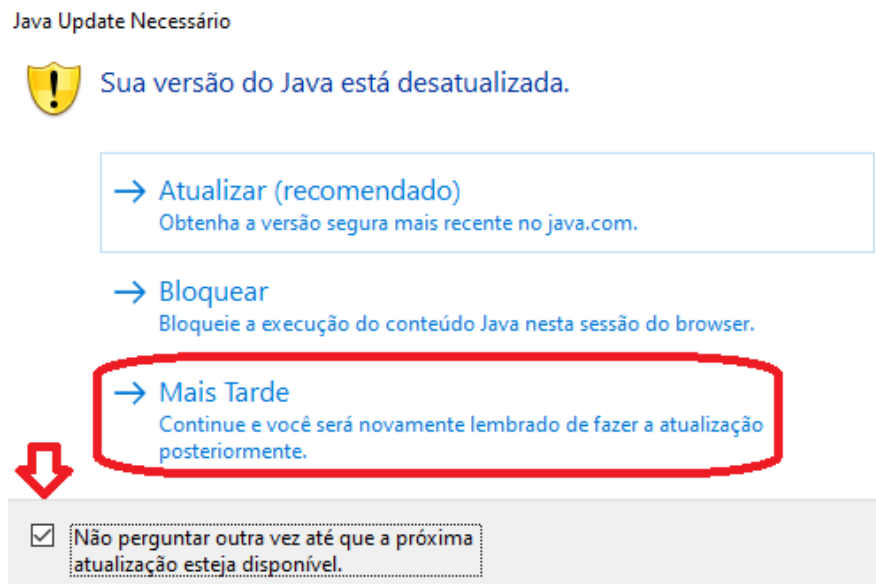 Java Update Necessário
Sua versão do Java está desatualizada.
Atualizar (recomendado)
Obtenha a versão segura mais recente no java.com.
Bloquear
Bloqueie a execução do conteúdo Java nesta sessão do browser.
Mais Tarde
Continue e você será novamente lembrado de fazer a atualização
posteriormente.
Não perguntar outra vez até que a próxima
atualização esteja disponível.